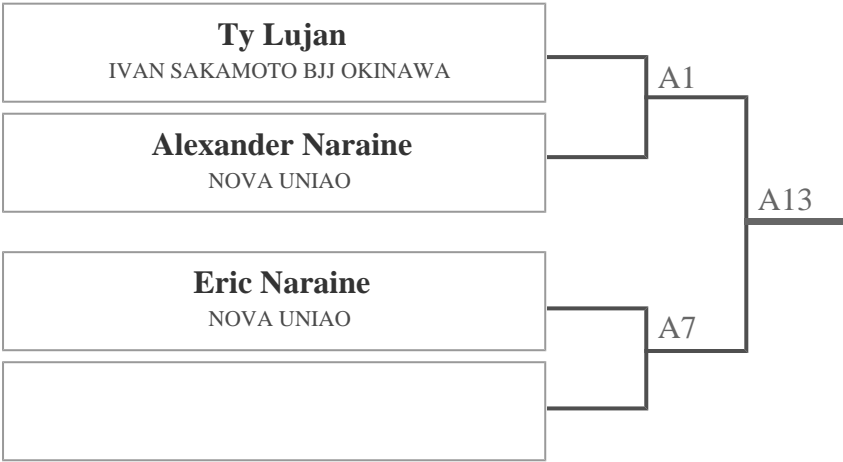 Ty Lujan
IVAN SAKAMOTO BJJ OKINAWA
A1
Alexander Naraine
NOVA UNIAO
A13
Eric Naraine
NOVA UNIAO
A7